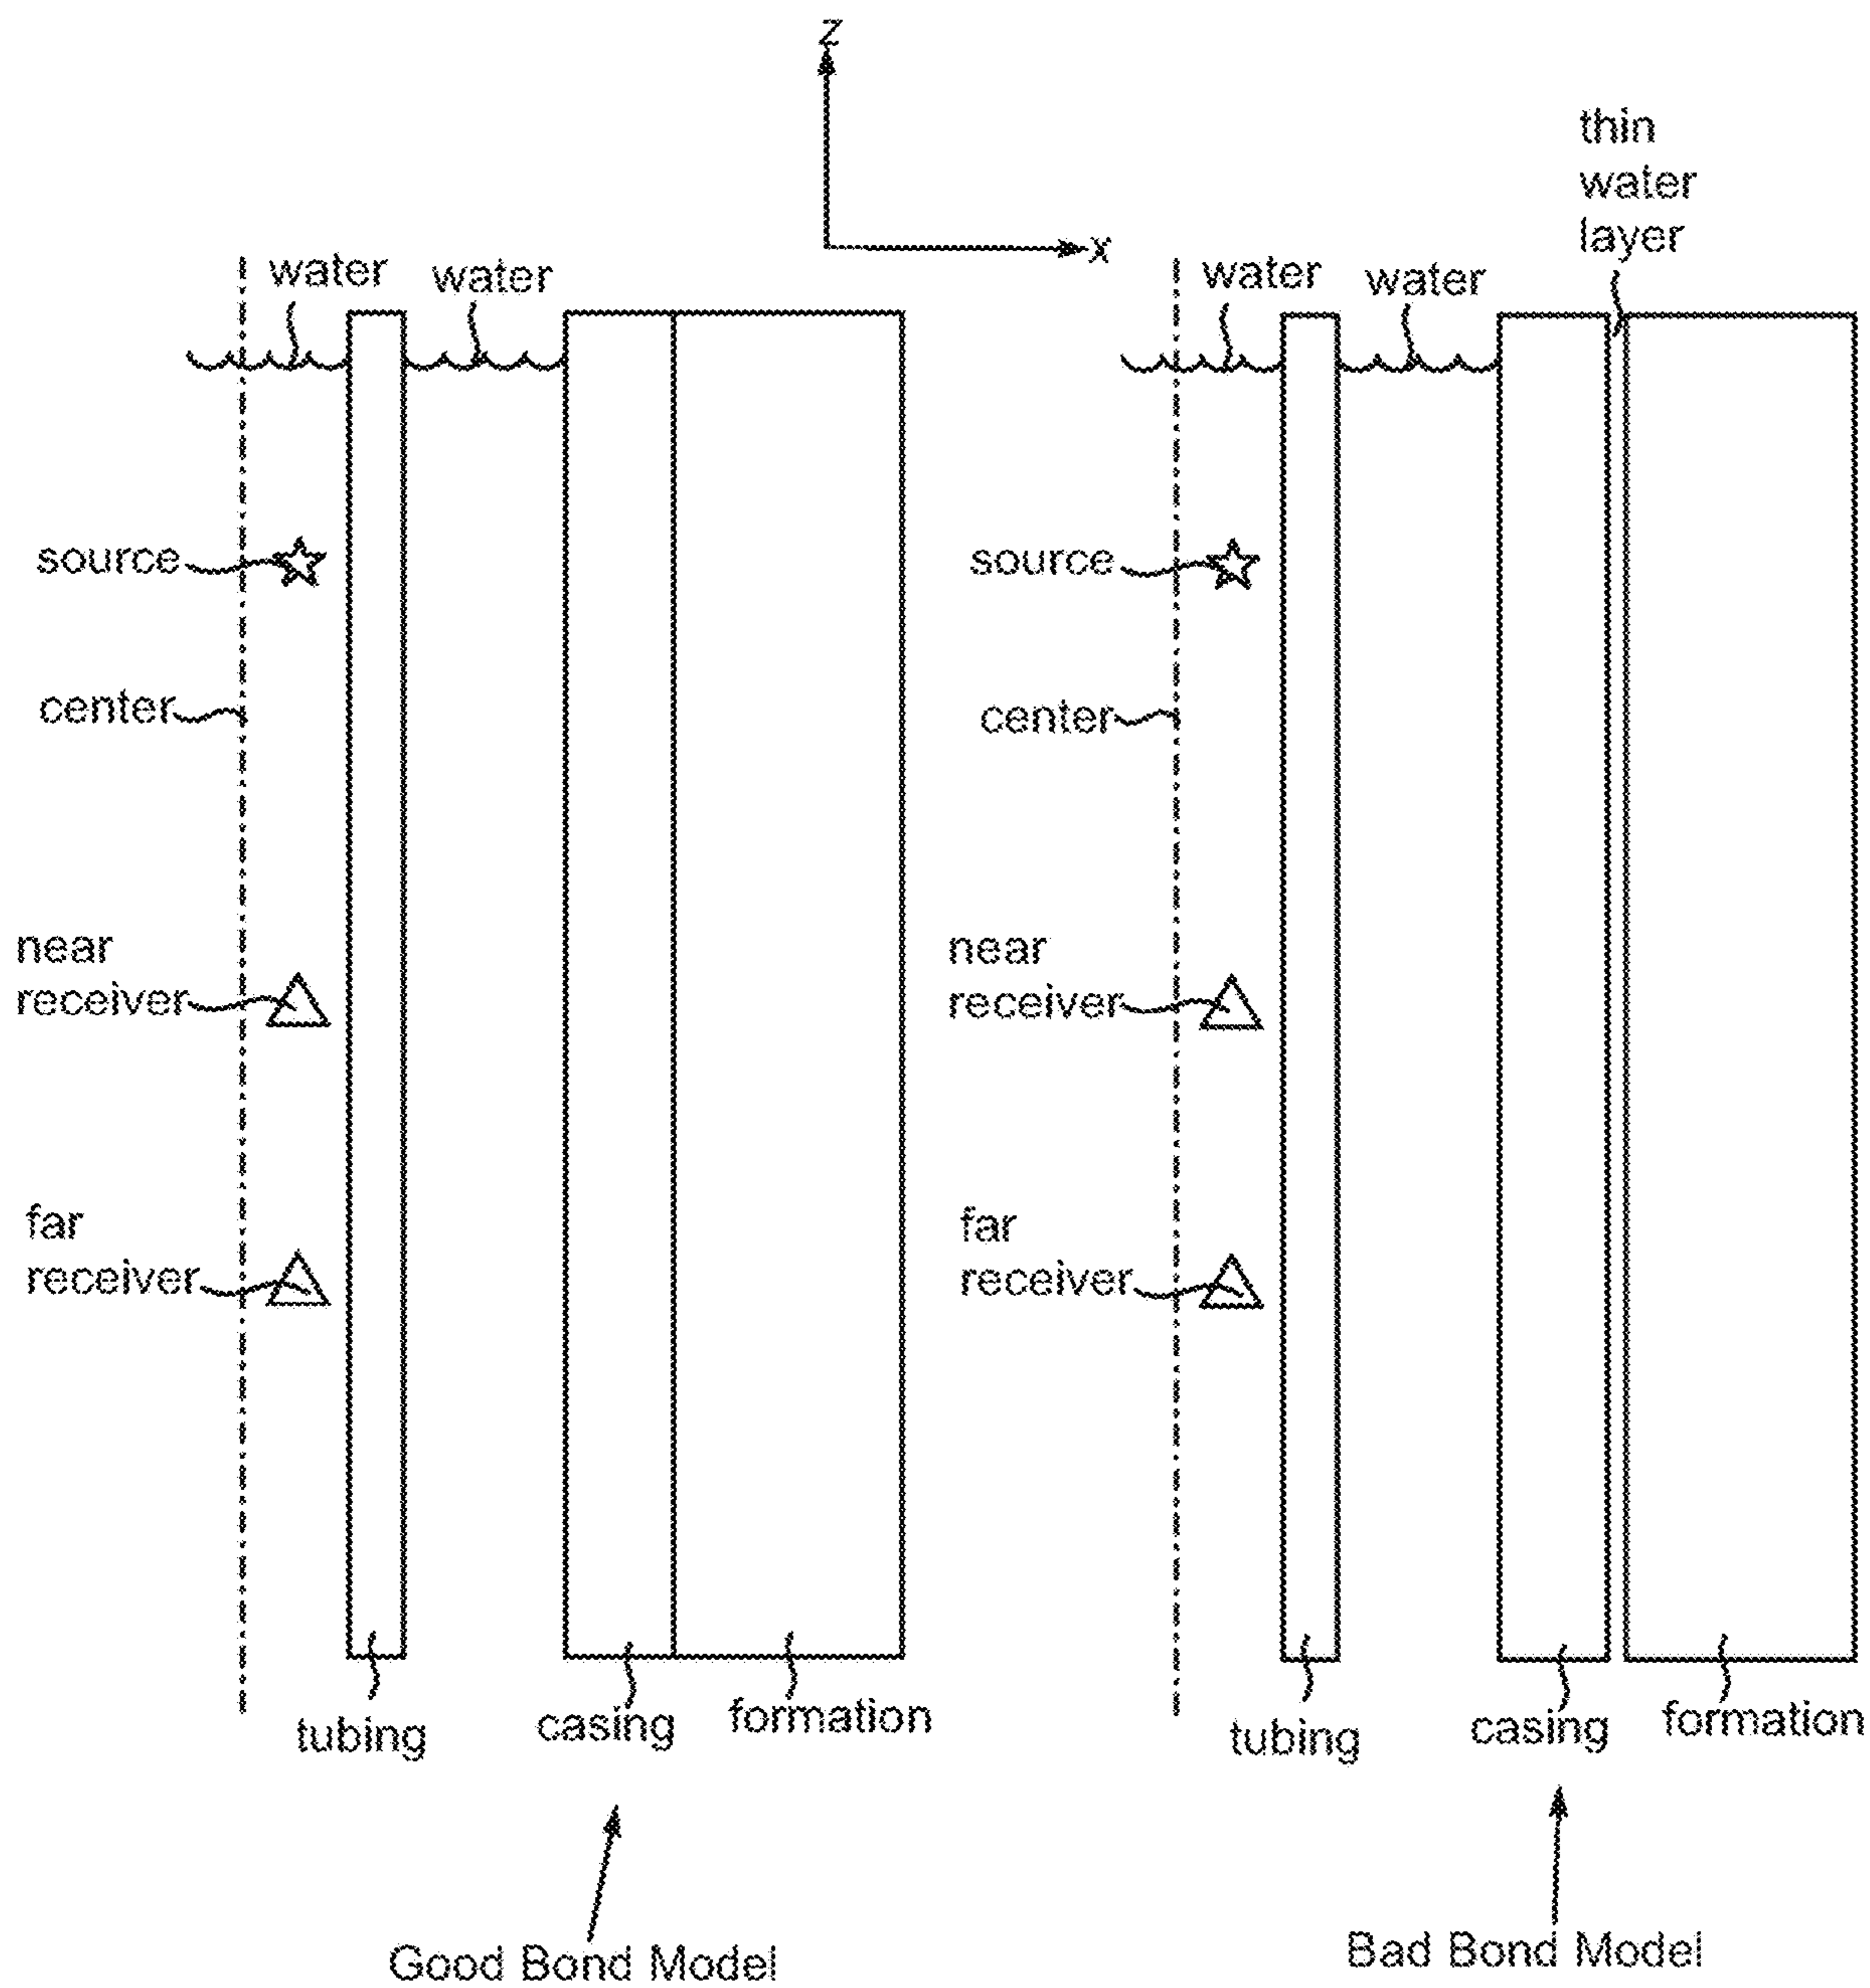 z
x
thin
water
layer
water
water
source
center
near
receiver
far
receiver
tubing
casing
formation
Good Bond Model
water
water
source
center
near
receiver
far
receiver
tubing
casing
formation
Bad Bond Model